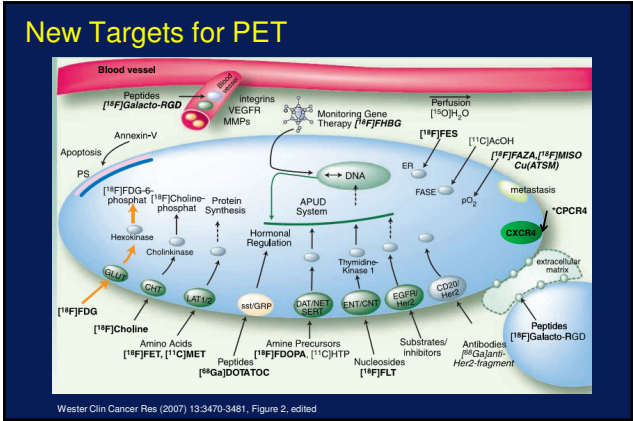 New Targets for PET
Blood vessel
Blood
vessel
Peptides
[18F]Galacto-RGD
integrins
VEGFR
MMPs
Monitoring Gene
Therapy [18F]FHBG
Perfusion
[15O]H2O
[18F]FES
[11C]AcOH
[18F]FAZA,[18F]MISO
Cu(ATSM)
Annexin-V
Apoptosis
PS
ER
FASE
pO2
metastasis
DNA
[18F]FDG-6-
phosphat
[18F]Choline-
phosphat
Protein
Synthesis
APUD
System
Hormonal
Regulation
Hexokinase
Cholinkinase
Thymidine-
Kinase 1
*CPCR4
CXCR4
extracellular
matrix
GLUT
CHT
LAT1/2
sst/GRP
DAT/NET
SERT
ENT/CNT
EGFR/
Her2
CD20/
Her2
[18F]FDG
[18F]Choline
Amino Acids
[18F]FET, [11C]MET
Peptides
[68Ga]DOTATOC
Amine Precursors
[18F]FDOPA, [11C]HTP
Nucleosides
[18F]FLT
Substrates/
inhibitors
Antibodies
[68Ga]anti-
Her2-fragment
Peptides
[18F]Galacto-RGD
Wester Clin Cancer Res (2007) 13:3470-3481, Figure 2, edited